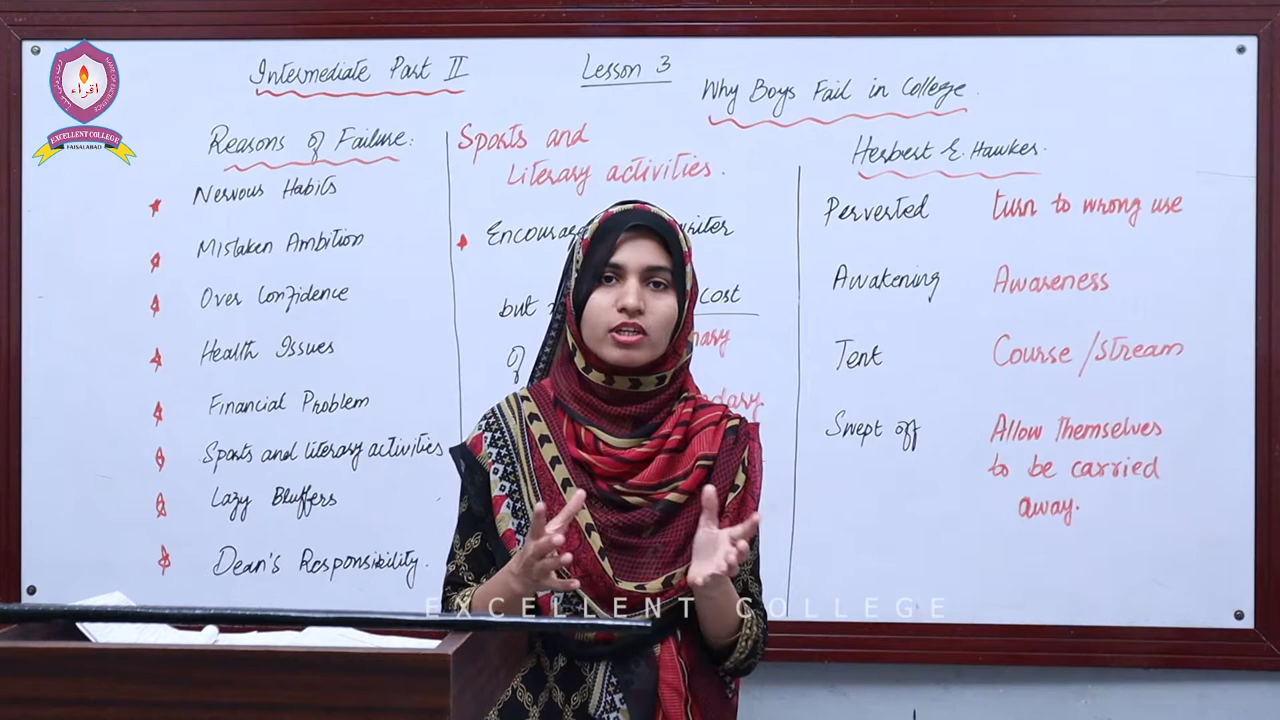 Intermediate Part II
Lesson 3
Why Boys Fail in College.
Herbert E. Hawkes.
Reasons of Failure:
Nervous Habits
Mistaken Ambition
Over Confidence
Health Issues
Financial Problem
Sports and literary activities
Lazy Bluffers
Dean's Responsibility.
Sports and
Literary activities.
but cost
of
Perverted turn to wrong use
Awakening Awareness
Tent Course / Stream
Swept off Allow themselves
to be carried
away.
اقراء
EXCELLENT COLLEGE
FAISALABAD
EXCELLENT COLLEGE